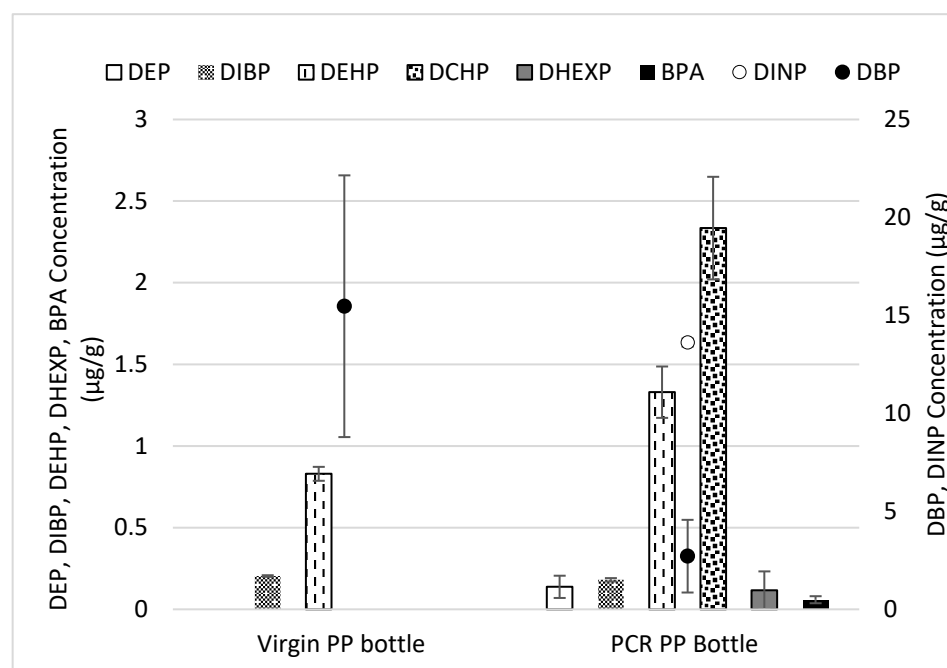 DEP DIBP DEHP DCHP DHEXP BPA DINP DBP
DEP, DIBP, DEHP, DCHP, DHEXP, BPA Concentration
(µg/g)
3
2.5
2
1.5
1
0.5
0
25
20
15
10
5
0
DBP, DINP Concentration (µg/g)
Virgin PP bottle
PCR PP Bottle